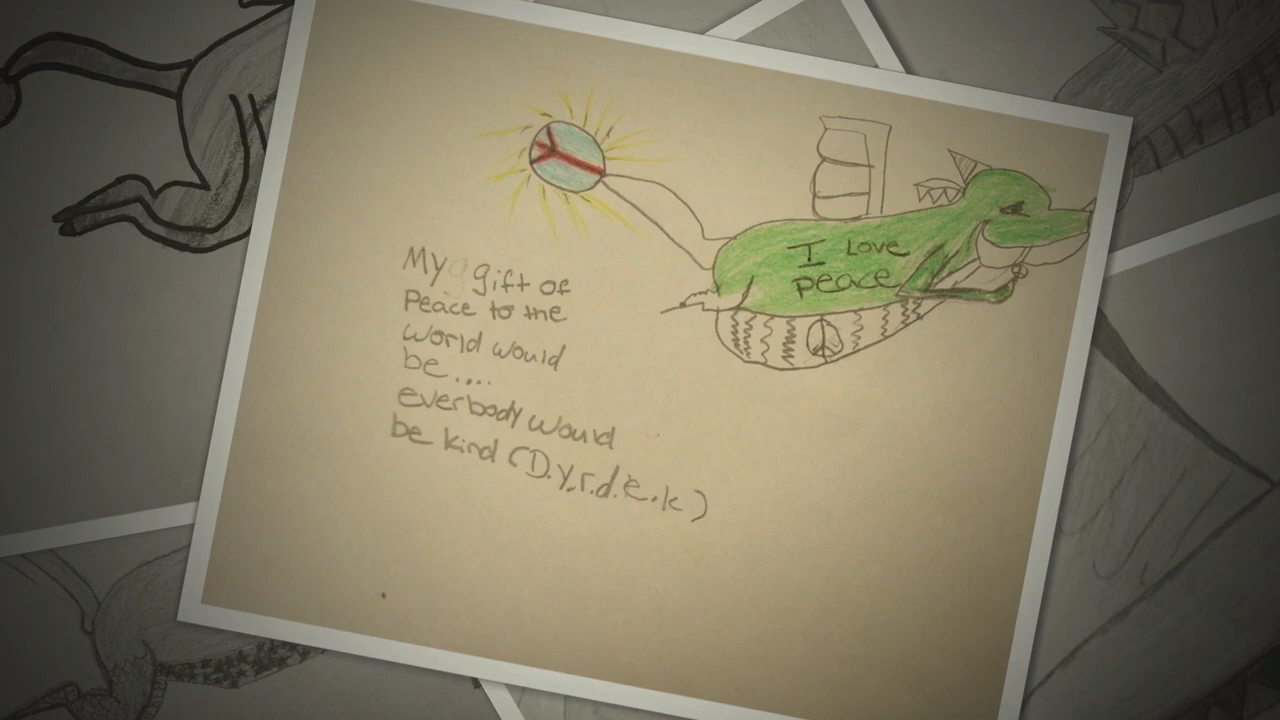 I Love
peace
My gift of
Peace to the
world would
be....
everbody would
be kind (D.y.r.d.e.k)